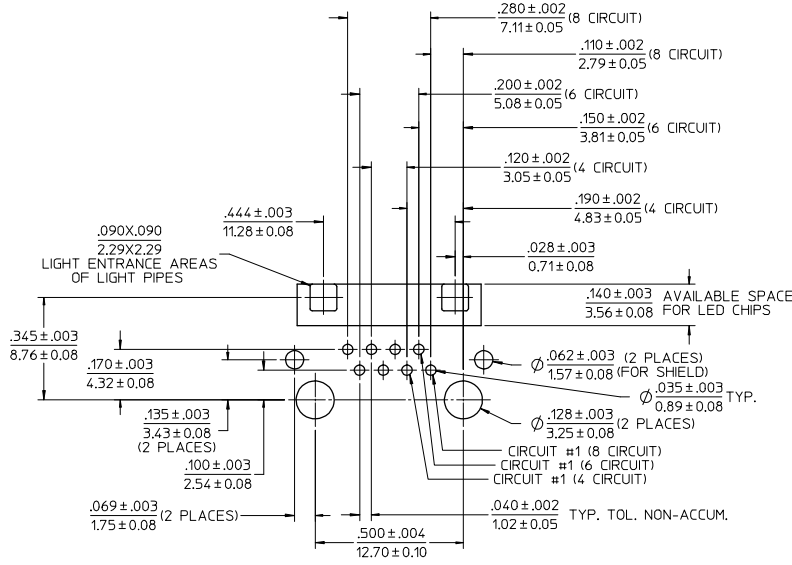 .280±.002 (8 CIRCUIT)
7.11±0.05
.110±.002 (8 CIRCUIT)
2.79±0.05
.200±.002 (6 CIRCUIT)
5.08±0.05
.150±.002 (6 CIRCUIT)
3.81±0.05
.120±.002 (4 CIRCUIT)
3.05±0.05
.190±.002 (4 CIRCUIT)
4.83±0.05
.444±.003
11.28±0.08
.028±.003
0.71±0.08
.090X.090
2.29X2.29
LIGHT ENTRANCE AREAS
OF LIGHT PIPES
.140±.003 AVAILABLE SPACE
3.56±0.08 FOR LED CHIPS
.345±.003
8.76±0.08
.170±.003
4.32±0.08
Ø .062±.003 (2 PLACES)
1.57±0.08 (FOR SHIELD)
Ø .035±.003 TYP.
0.89±0.08
.135±.003
3.43±0.08
(2 PLACES)
Ø .128±.003 (2 PLACES)
3.25±0.08
CIRCUIT #1 (8 CIRCUIT)
CIRCUIT #1 (6 CIRCUIT)
CIRCUIT #1 (4 CIRCUIT)
.100±.003
2.54±0.08
.069±.003 (2 PLACES)
1.75±0.08
.040±.002 TYP. TOL. NON-ACCUM.
1.02±0.05
.500±.004
12.70±0.10